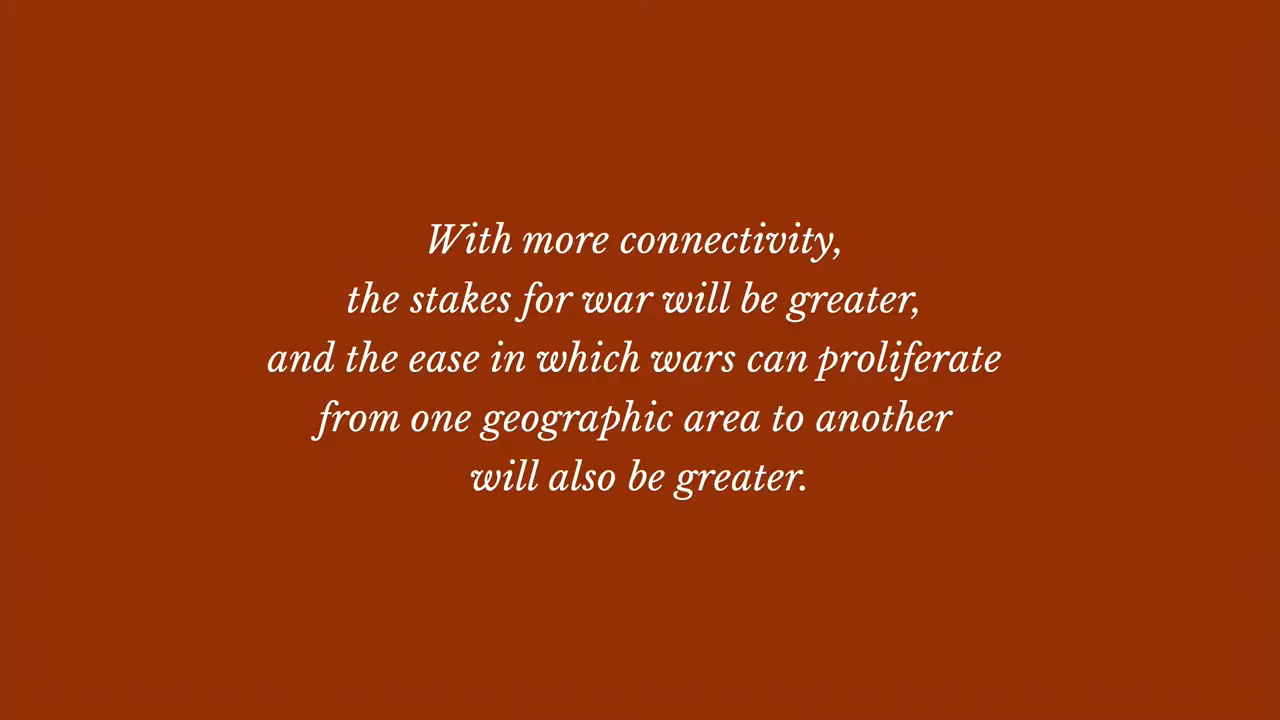 With more connectivity,
the stakes for war will be greater,
and the ease in which wars can proliferate
from one geographic area to another
will also be greater.